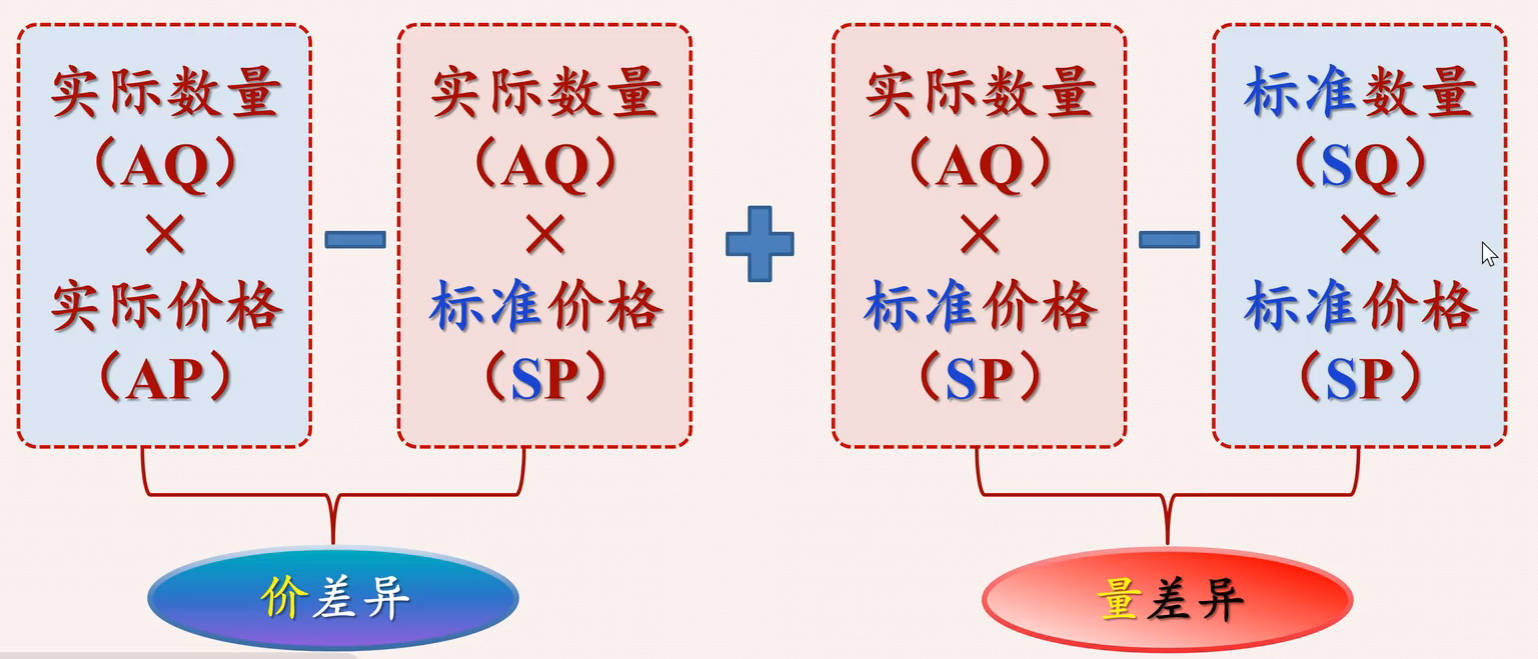 实际数量
（AQ）
×
实际价格
（AP）
实际数量
（AQ）
×
标准价格
（SP）
实际数量
（AQ）
×
标准价格
（SP）
标准数量
（SQ）
×
标准价格
（SP）
价差异
量差异